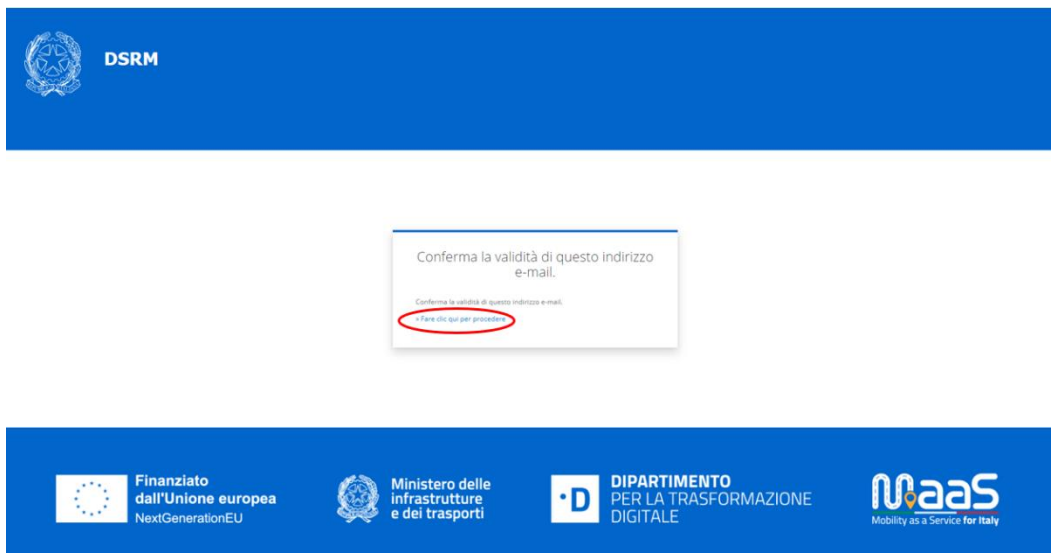 DSRM
Conferma la validità di questo indirizzo
e-mail.
Conferma la validità di questo indirizzo e-mail.
» Fare clic qui per procedere
Finanziato
dall'Unione europea
NextGenerationEU
Ministero delle
infrastrutture
e dei trasporti
·D
DIPARTIMENTO
PER LA TRASFORMAZIONE
DIGITALE
MaaS
Mobility as a Service for Italy